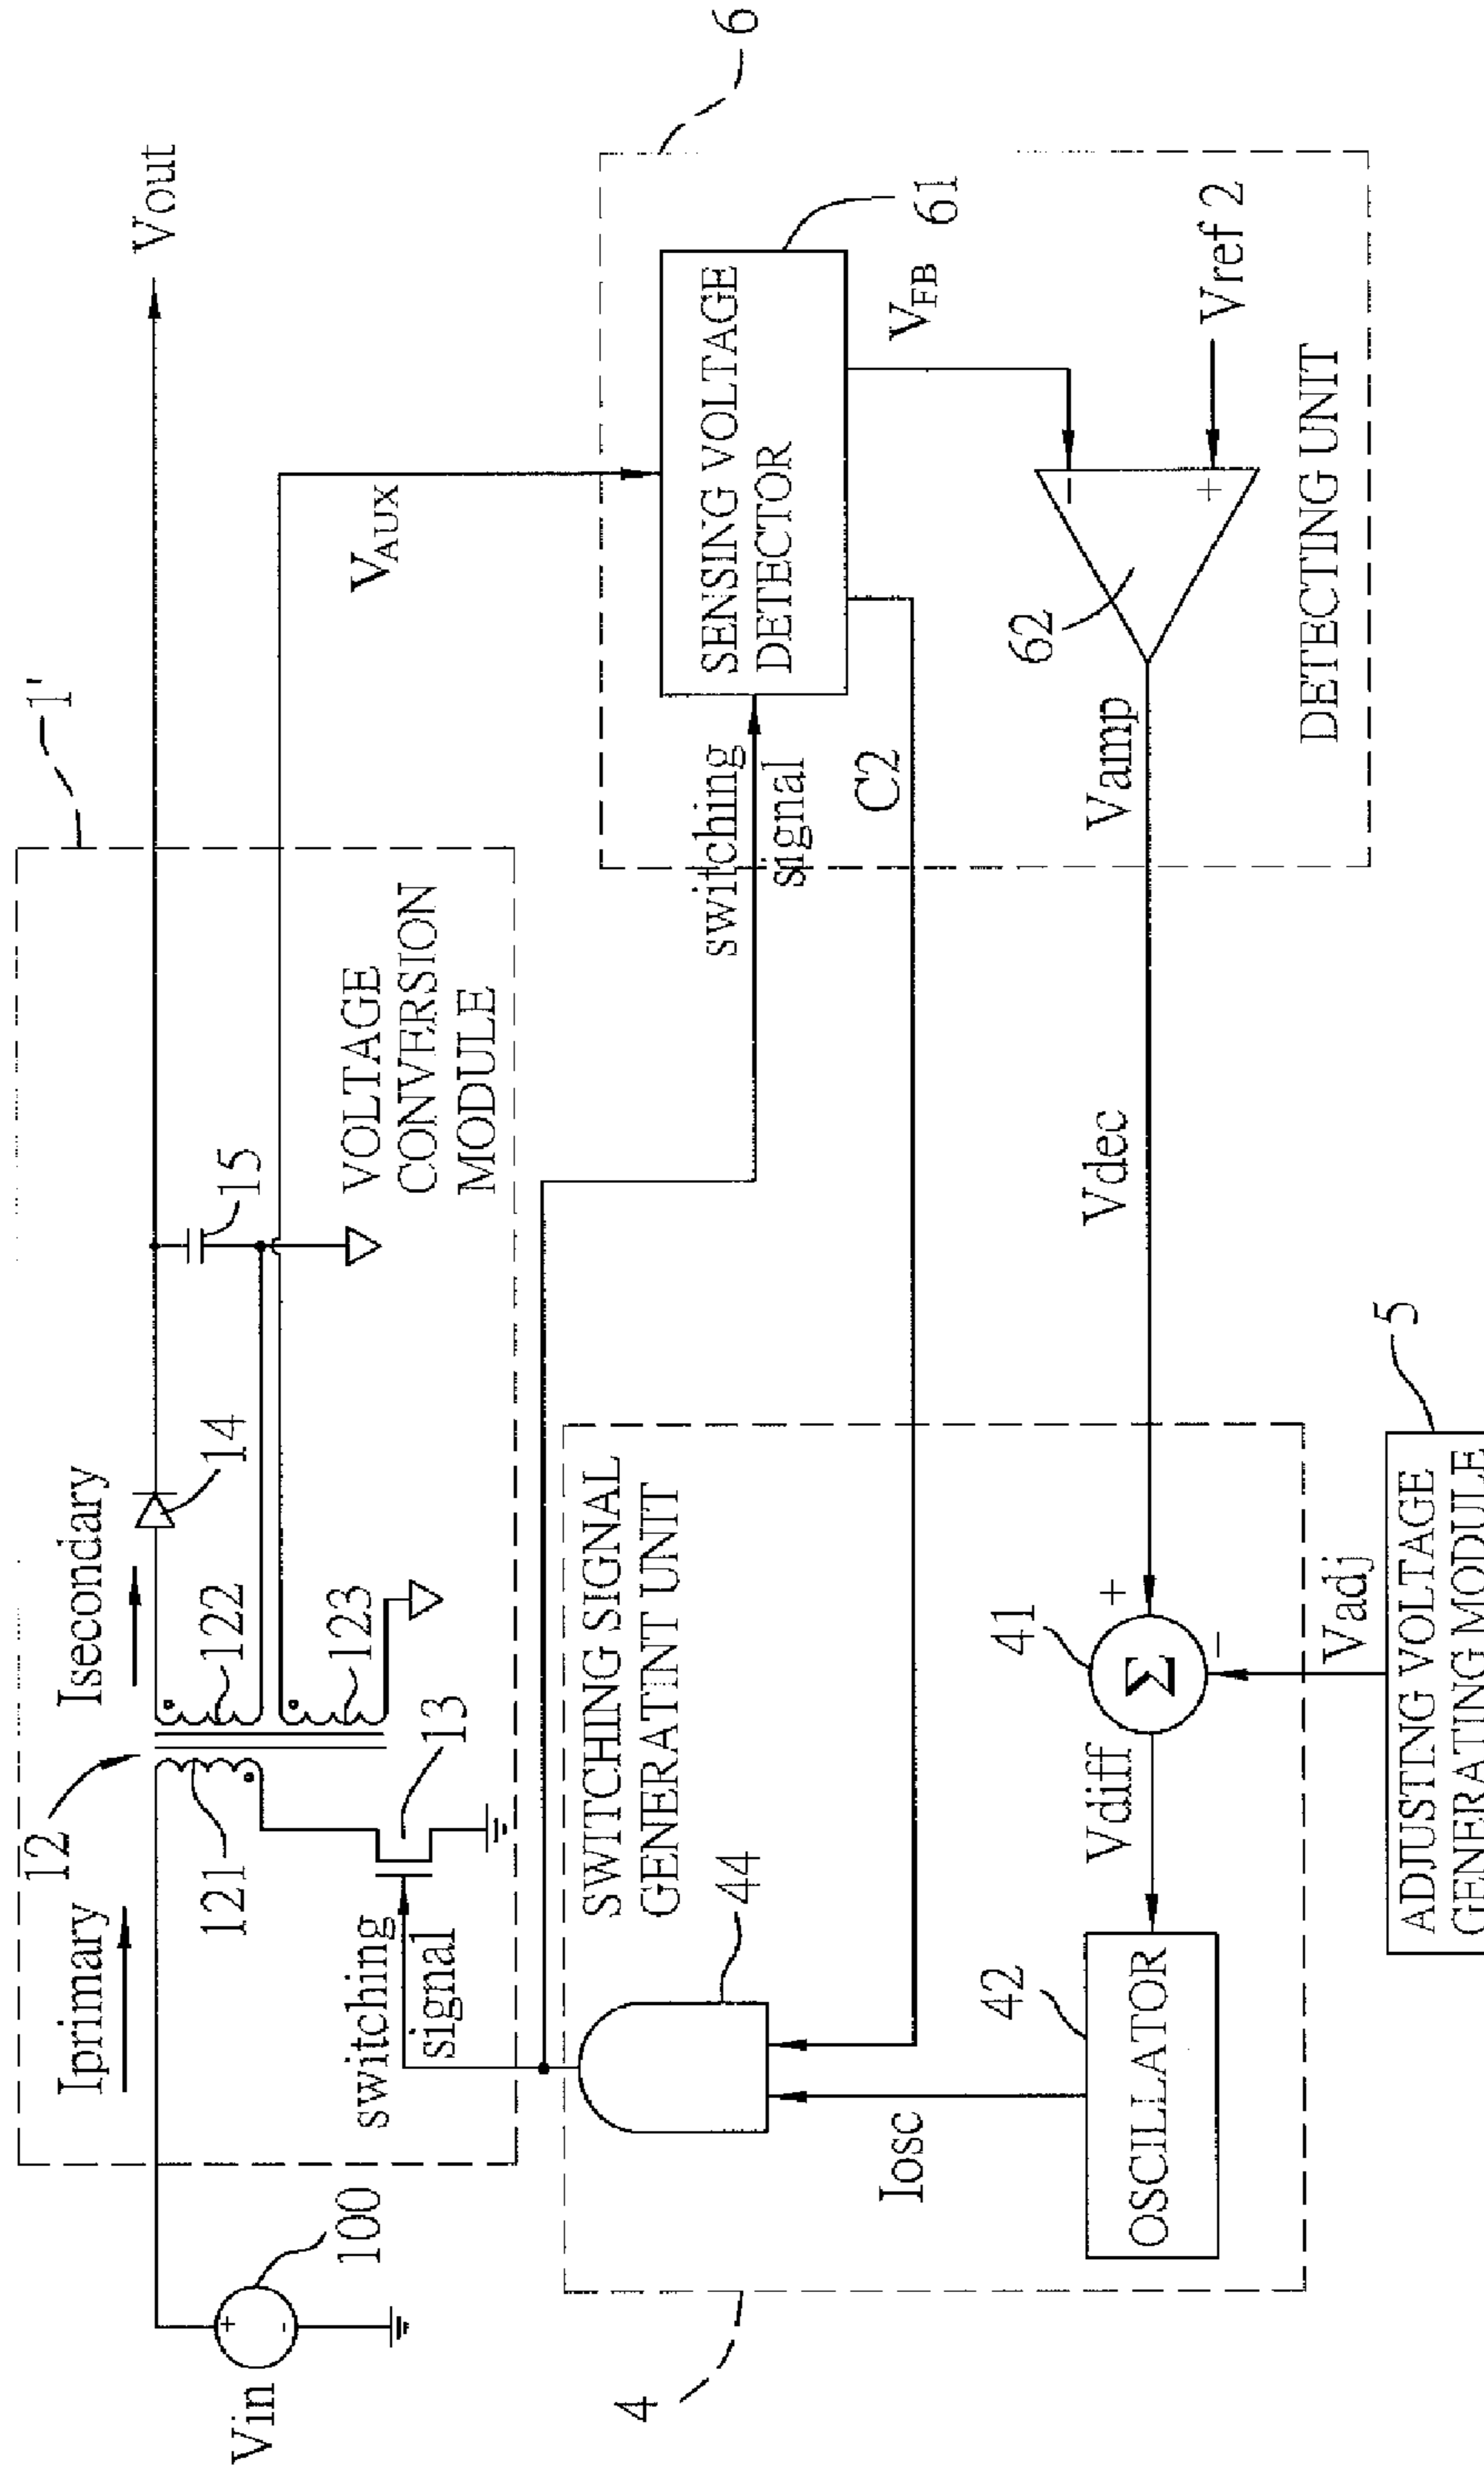 Vin
100
Iprimary
12
121
Isecondary
122
123
14
15
13
switching
signal
VOLTAGE
CONVERSION
MODULE
1'
Vout
VAUX
switching
signal
SENSING VOLTAGE
DETECTOR
61
6
VFB
Vref 2
-
+
62
Vamp
C2
DETECTING UNIT
Vdec
SWITCHING SIGNAL
GENERATINT UNIT
44
Iosc
42
OSCILLATOR
Vdiff
41
Σ
+
-
Vadj
5
ADJUSTING VOLTAGE
GENERATING MODULE
4
+
-